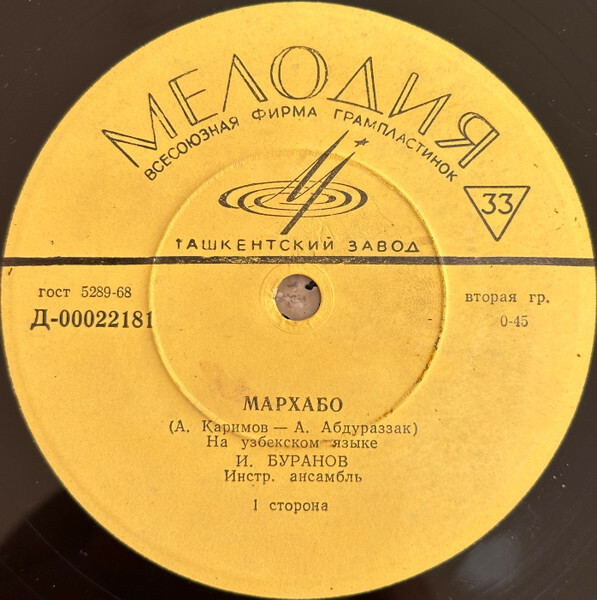 МЕЛОДИЯ
ВСЕСОЮЗНАЯ ФИРМА ГРАМПЛАСТИНОК
33
ТАШКЕНТСКИЙ ЗАВОД
гост 5289-68
Д-00022181
вторая гр.
0-45
МАРХАБО
(А. Каримов — А. Абдураззак)
На узбекском языке
И. БУРАНОВ
Инстр. ансамбль
1 сторона